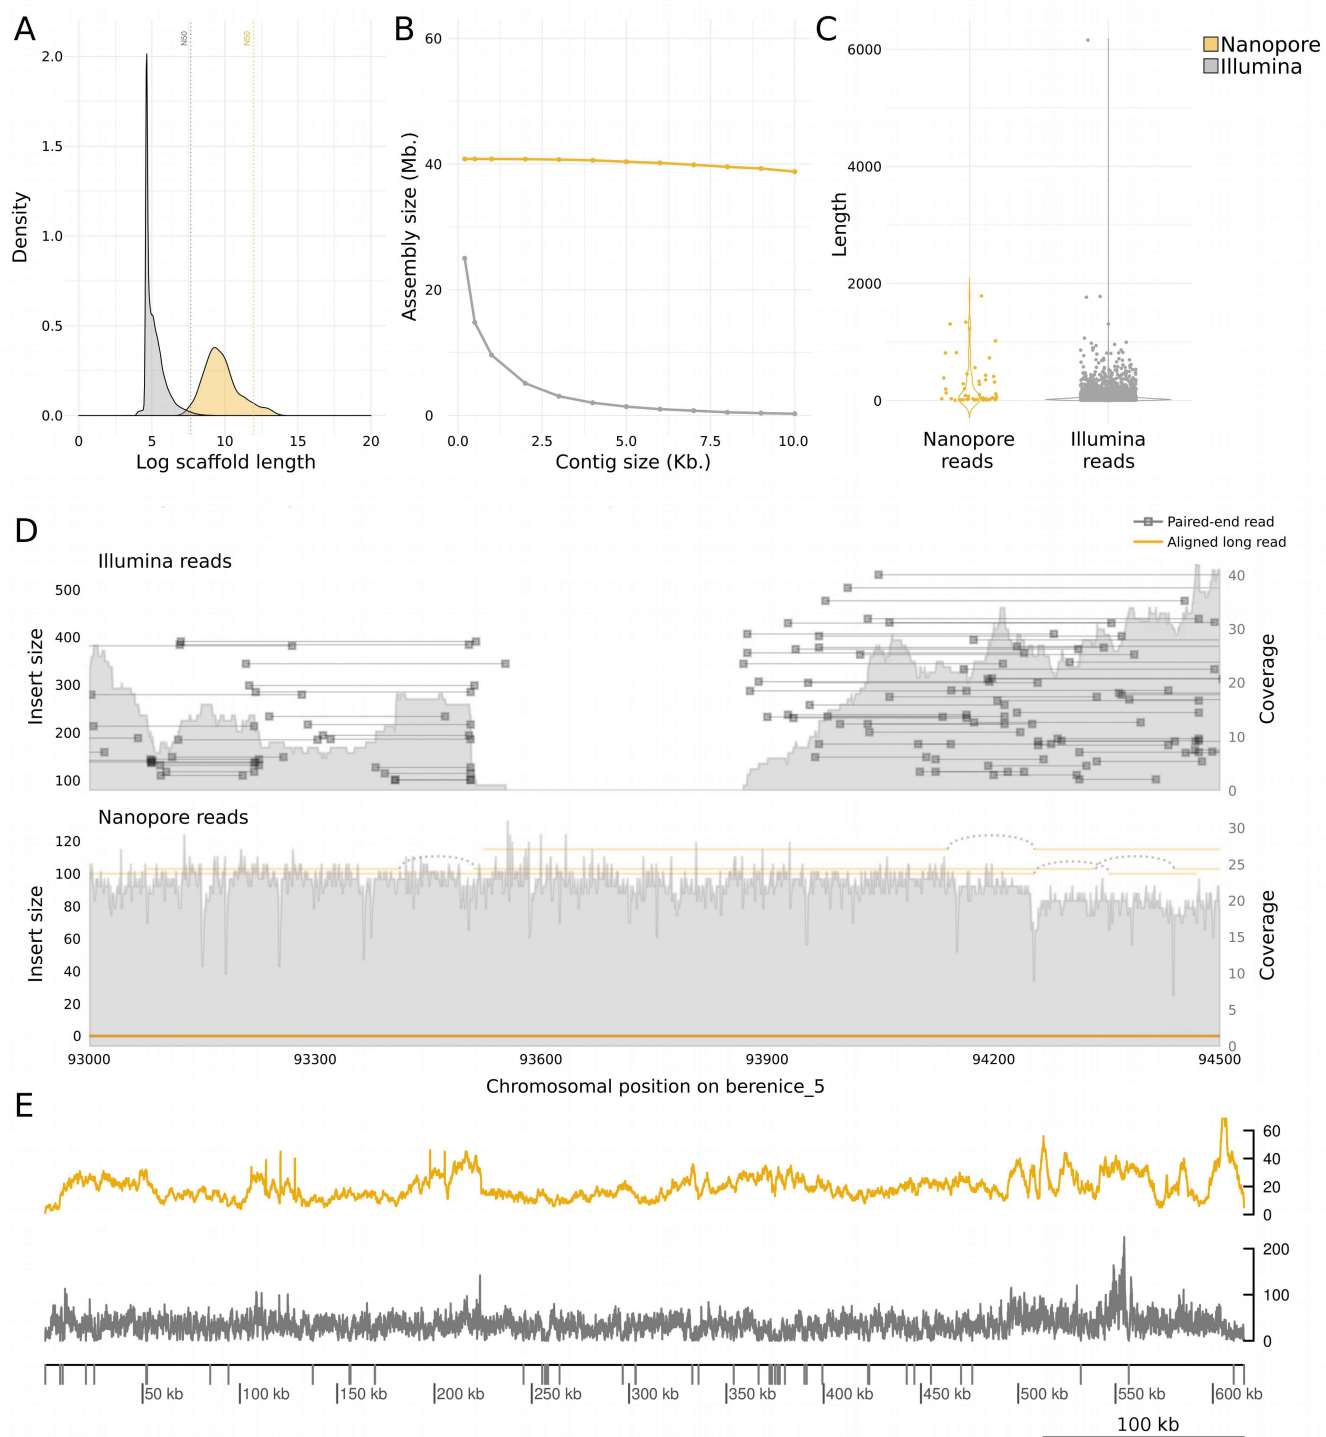 A
B
C
N50
N50
2.0
1.5
1.0
0.5
0.0
Density
0
5
10
15
20
Log scaffold length
60
40
20
0
Assembly size (Mb.)
0.0
2.5
5.0
7.5
10.0
Contig size (Kb.)
6000
4000
2000
0
Length
Nanopore
reads
Illumina
reads
Nanopore
Illumina
D
Paired-end read
Aligned long read
Illumina reads
500
400
300
200
100
Insert size
40
30
20
10
0
Coverage
Nanopore reads
120
100
80
60
40
20
0
Insert size
30
25
20
15
10
5
0
Coverage
93000
93300
93600
93900
94200
94500
Chromosomal position on berenice_5
E
60
40
20
0
200
100
0
50 kb
100 kb
150 kb
200 kb
250 kb
300 kb
350 kb
400 kb
450 kb
500 kb
550 kb
600 kb
100 kb